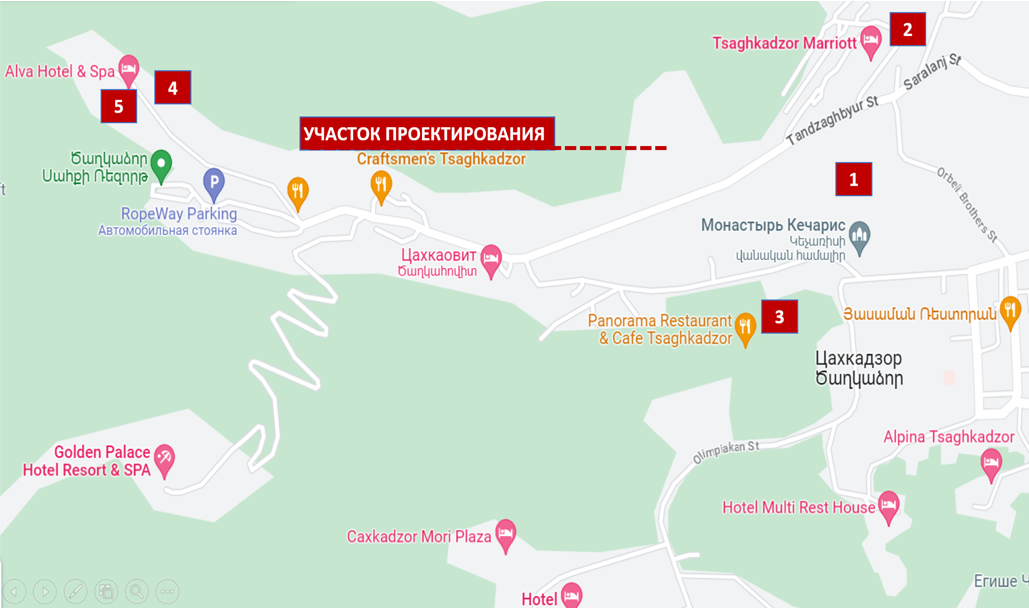 2
Tsaghkadzor Marriott
Saralanj St
Alva Hotel & Spa
4
5
Tandzaghbyur St
УЧАСТОК ПРОЕКТИРОВАНИЯ
Craftsmen's Tsaghkadzor
Ծաղկաձոր
Սահքի Ռեզորթ
P
RopeWay Parking
Автомобильная стоянка
1
Orbeli Brothers St
Монастырь Кечарис
Կեչառիսի
վանական համալիր
Цахкаовит
Ծաղկահովիտ
3
Panorama Restaurant
& Cafe Tsaghkadzor
Յասաման Ռեստորան
Цахкадзор
Ծաղկաձոր
Alpina Tsaghkadzor
Olimpiakan St
Golden Palace
Hotel Resort & SPA
Hotel Multi Rest House
Caxkadzor Mori Plaza
Егише Ч
Hotel